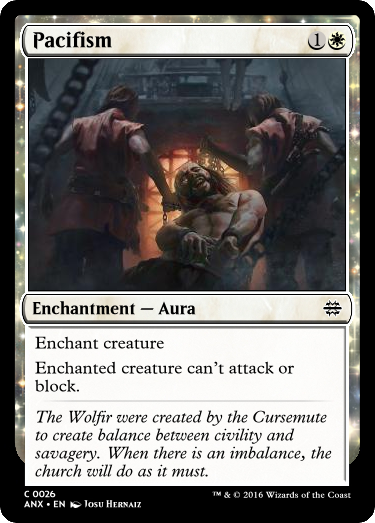 Pacifism 1
Enchantment — Aura
Enchant creature
Enchanted creature can't attack or
block.
The Wolfir were created by the Cursemute
to create balance between civility and
savagery. When there is an imbalance, the
church will do as it must.
C 0026
ANX • EN Josu Hernaiz
™ & © 2016 Wizards of the Coast